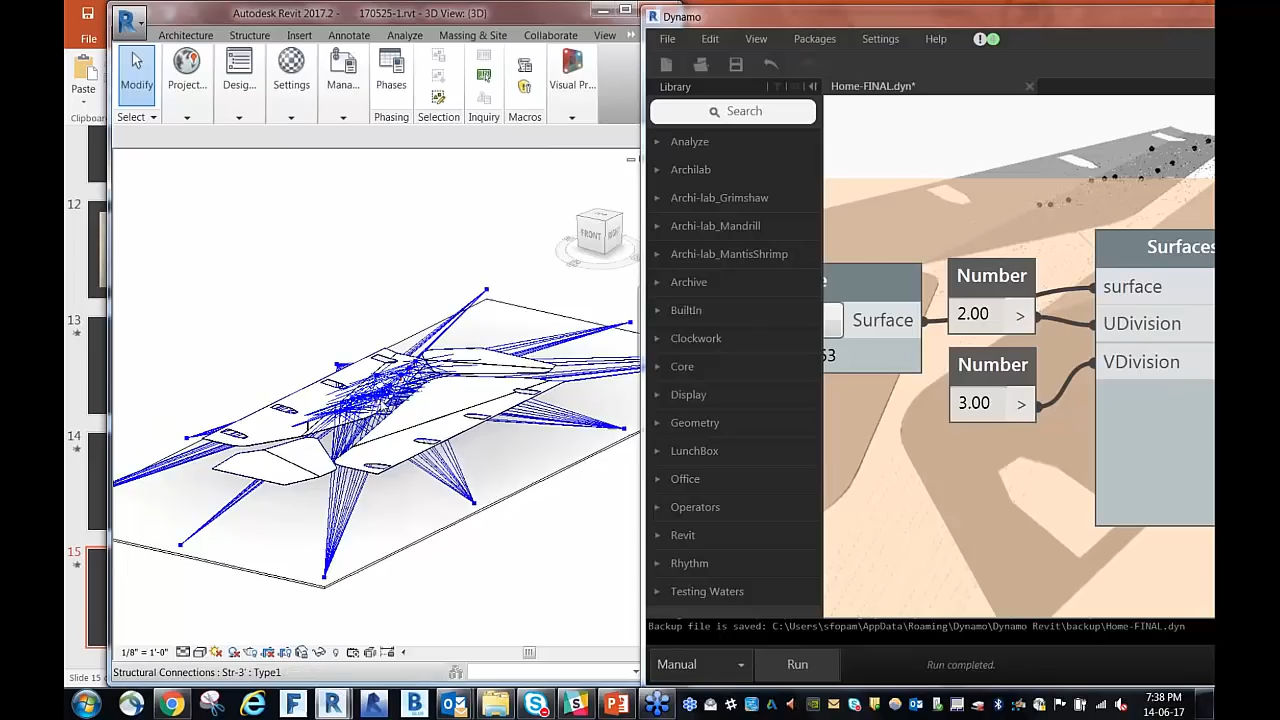 Autodesk Revit 2017.2 - 170525-1.rvt - 3D View: {3D}
File
Paste
Clipboard
12
13
14
15
Slide 15
Architecture Structure Insert Annotate Analyze Massing & Site Collaborate View
Modify Project... Desig... Settings Mana... Phases Visual Pr...
Select Phasing Selection Inquiry Macros
FRONT RIGHT
1/8" = 1'-0"
Structural Connections : Str-3' : Type1
Dynamo
File Edit View Packages Settings Help
Library
Home-FINAL.dyn*
Search
Analyze
Archilab
Archi-lab_Grimshaw
Archi-lab_Mandrill
Archi-lab_MantisShrimp
Archive
BuiltIn
Clockwork
Core
Display
Geometry
LunchBox
Office
Operators
Revit
Rhythm
Testing Waters
e
Surface
53
Number
2.00 >
Number
3.00 >
Surfaces
surface
UDivision
VDivision
Backup file is saved: C:\Users\sfopam\AppData\Roaming\Dynamo\Dynamo Revit\backup\Home-FINAL.dyn
Manual Run Run completed.
7:38 PM
14-06-17